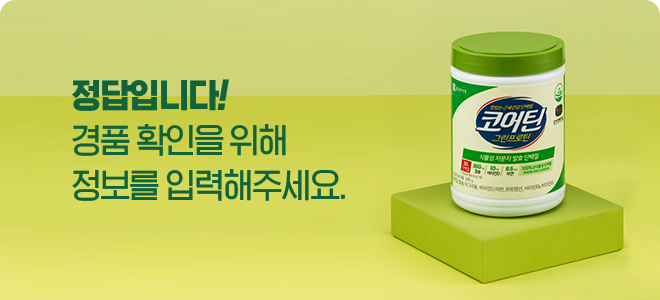 정답입니다!
경품 확인을 위해
정보를 입력해주세요.
코어틴
그린프로틴
식물성 저분자 발효 단백질